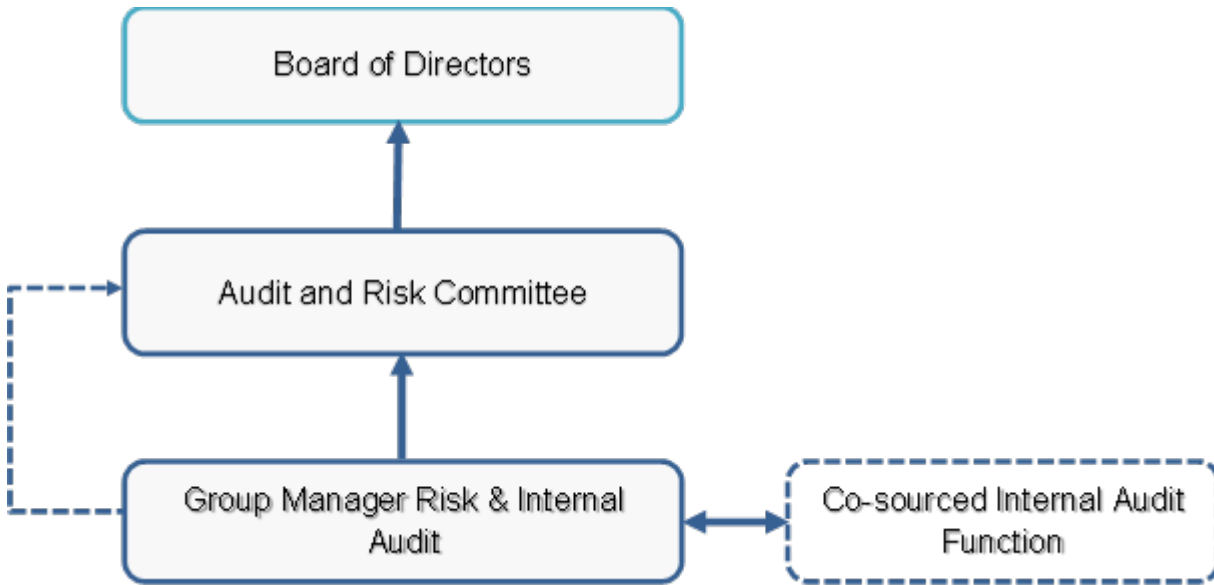 Board of Directors
Audit and Risk Committee
Group Manager Risk & Internal
Audit
Co-sourced Internal Audit
Function